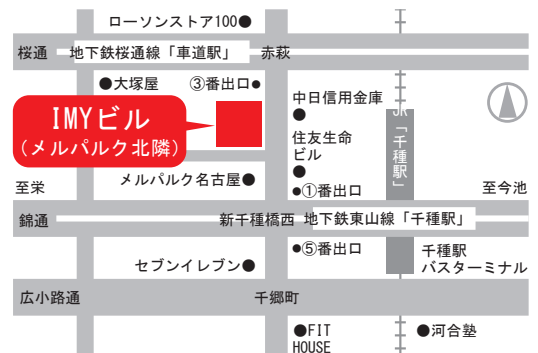 ローソンストア100●
桜通
地下鉄桜通線「車道駅」
赤萩
●大塚屋
③番出口●
中日信用金庫
●
IMYビル
(メルパルク北隣)
住友生命
ビル
●
JR「千種駅」
メルパルク名古屋●
●①番出口
至栄
至今池
錦通
新千種橋西
地下鉄東山線「千種駅」
●⑤番出口
千種駅
バスターミナル
セブンイレブン●
広小路通
千郷町
●FIT
HOUSE
●河合塾